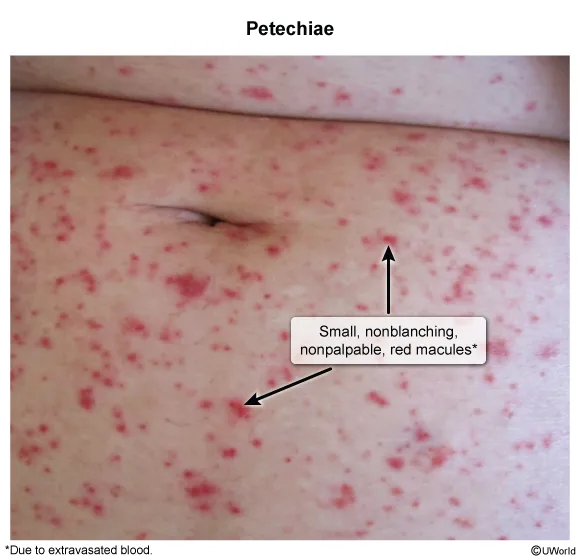 Petechiae
Small, nonblanching,
nonpalpable, red macules*
*Due to extravasated blood.
©UWorld